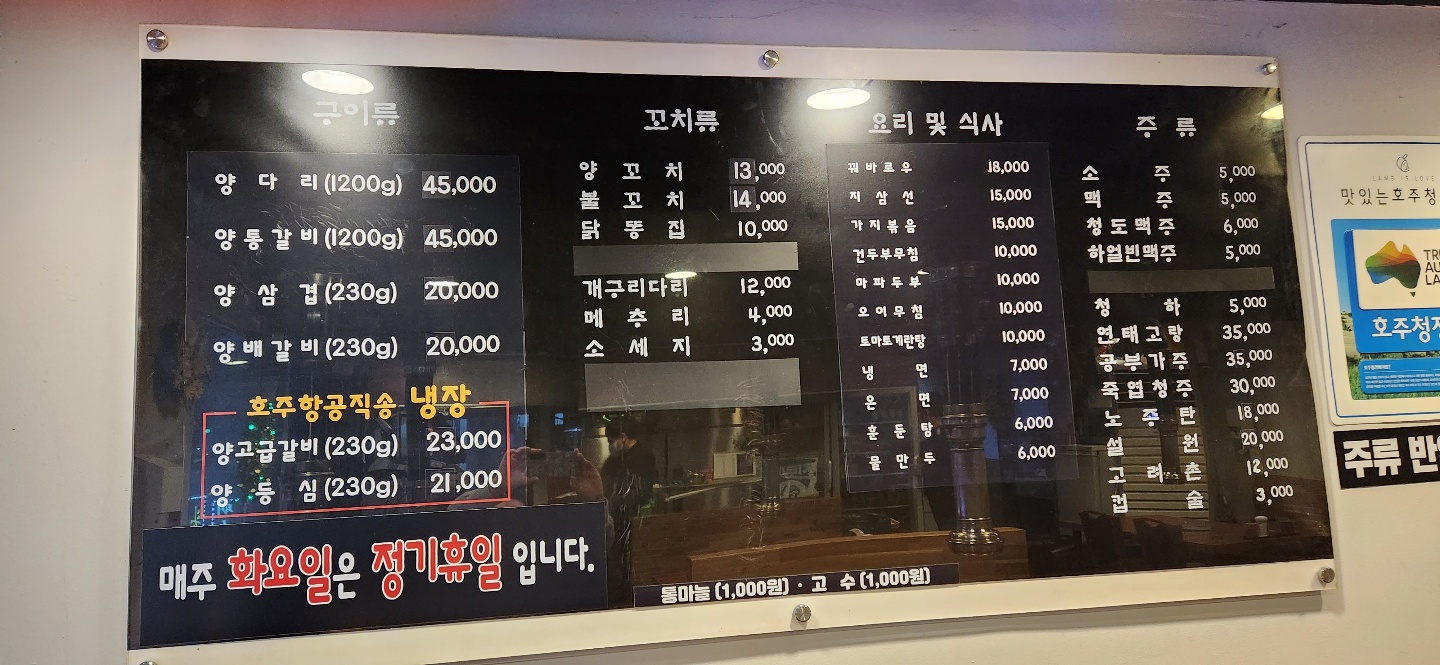 구이류
양 다 리(1200g) 45,000
양통갈비(1200g) 45,000
양 삼 겹(230g) 20,000
양배갈비(230g) 20,000
호주항공직송 냉장
양고급갈비(230g) 23,000
양 등 심(230g) 21,000
매주 화요일은 정기휴일 입니다.
꼬치류
양 꼬 치 13,000
불 꼬 치 14,000
닭 똥 집 10,000
개구리다리 12,000
메 추 리 4,000
소 세 지 3,000
요리 및 식사
꿔바로우 18,000
지 삼 선 15,000
가지볶음 15,000
건두부무침 10,000
마파두부 10,000
오이무침 10,000
토마토계란탕 10,000
냉 면 7,000
온 면 7,000
훈 둔 탕 6,000
물 만 두 6,000
통마늘 (1,000원) · 고 수 (1,000원)
주 류
소 주 5,000
맥 주 5,000
청도맥주 6,000
하얼빈맥주 5,000
청 하 5,000
연태고량 35,000
공부가주 35,000
죽엽청주 30,000
노 주 탄 18,000
설 원 20,000
고 려 촌 12,000
컵 술 3,000
LAMB IS LOVE
맛있는호주청
TR
AU
LA
호주청정
주류 반